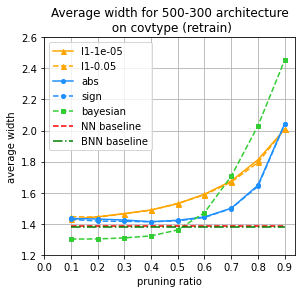 Average width for 500-300 architecture
on covtype (retrain)
2.6
2.4
2.2
2.0
1.8
1.6
1.4
1.2
average width
l1-1e-05
l1-0.05
abs
sign
bayesian
NN baseline
BNN baseline
0.0 0.1 0.2 0.3 0.4 0.5 0.6 0.7 0.8 0.9
pruning ratio